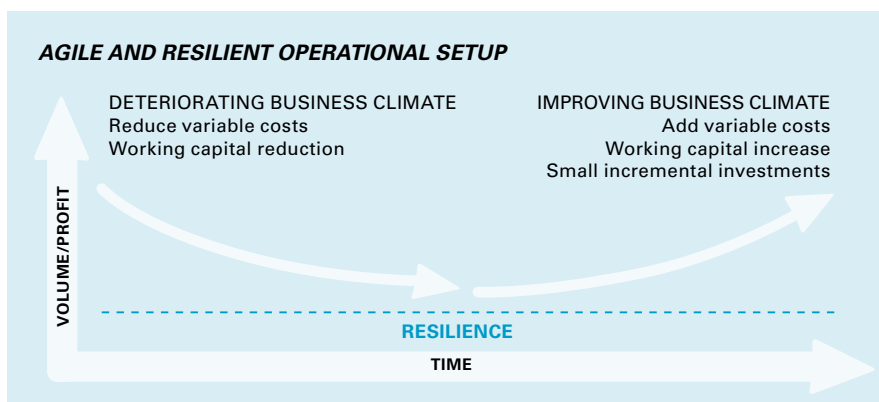 AGILE AND RESILIENT OPERATIONAL SETUP
DETERIORATING BUSINESS CLIMATE
Reduce variable costs
Working capital reduction
IMPROVING BUSINESS CLIMATE
Add variable costs
Working capital increase
Small incremental investments
VOLUME/PROFIT
RESILIENCE
TIME